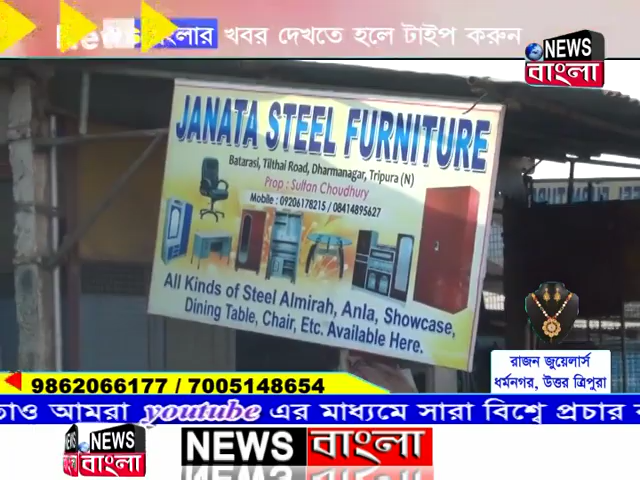 News বাংলার খবর দেখতে হলে টাইপ করুন
NEWS
বাংলা
JANATA STEEL FURNITURE
Batarasi, Tilthai Road, Dharmanagar, Tripura (N)
Prop : Sultan Choudhury
Mobile : 09206178215 / 08414895627
All Kinds of Steel Almirah, Anla, Showcase,
Dining Table, Chair, Etc. Available Here.
রাজন জুয়েলার্স
ধর্মনগর, উত্তর ত্রিপুরা
9862066177 / 7005148654
আমরা youtube এর মাধ্যমে সারা বিশ্বে প্রচার
NEWS
বাংলা
NEWS বাংলা